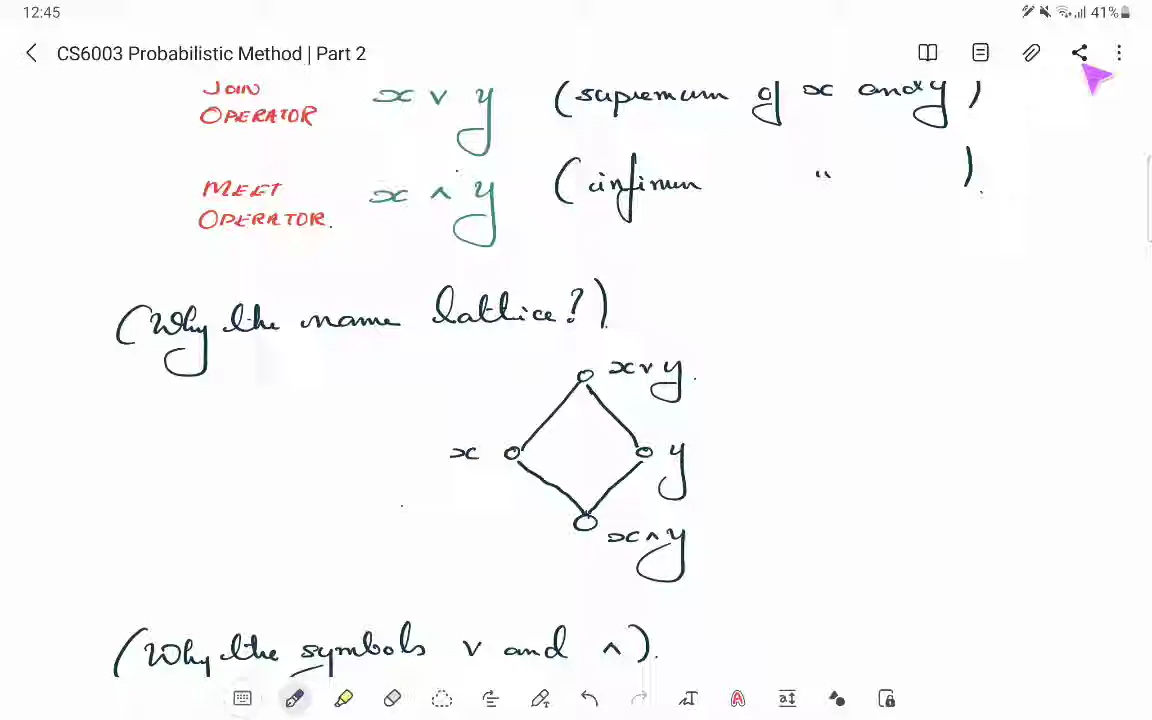 12:45
41%
CS6003 Probabilistic Method | Part 2
JOIN OPERATOR x ∨ y (supremum of x and y)
MEET OPERATOR. x ∧ y (infimum " ).
(Why the name lattice?)
x ∨ y.
x
y
x ∧ y
(Why the symbols ∨ and ∧).